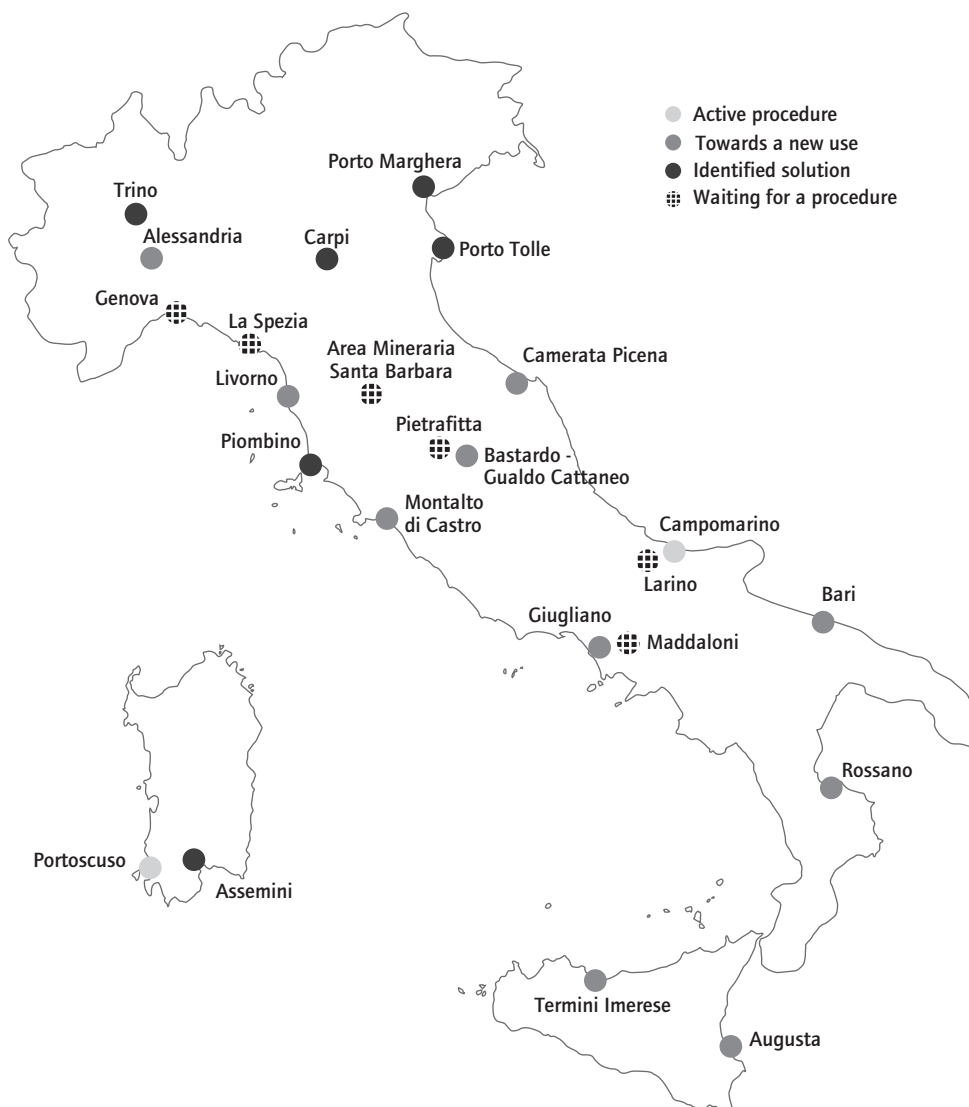 Active procedure
Towards a new use
Identified solution
Waiting for a procedure
Porto Marghera
Trino
Alessandria
Carpi
Porto Tolle
Genova
La Spezia
Area Mineraria
Santa Barbara
Camerata Picena
Livorno
Pietrafitta
Piombino
Bastardo -
Gualdo Cattaneo
Montalto
di Castro
Campomarino
Larino
Bari
Giugliano
Maddaloni
Rossano
Portoscuso
Assemini
Termini Imerese
Augusta